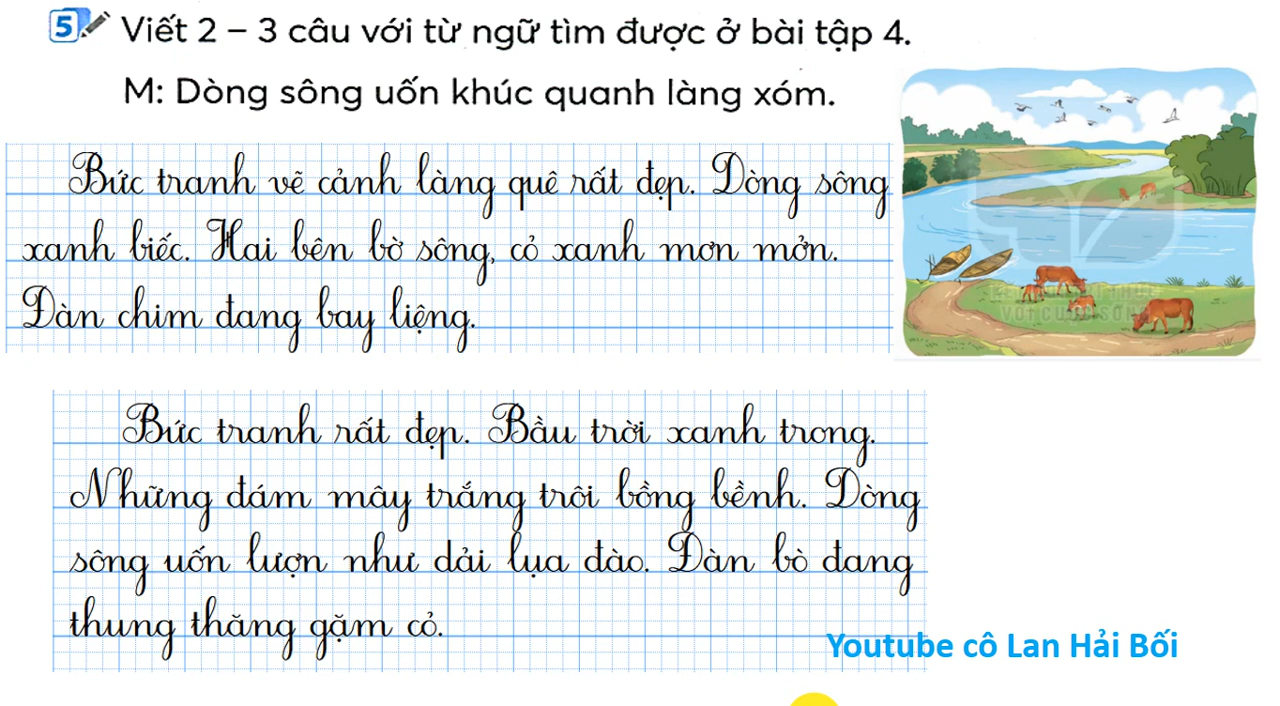 5 Viết 2 – 3 câu với từ ngữ tìm được ở bài tập 4.
M: Dòng sông uốn khúc quanh làng xóm.
Bức tranh vẽ cảnh làng quê rất đẹp. Dòng sông
xanh biếc. Hai bên bờ sông, cỏ xanh mơn mởn.
Đàn chim đang bay liệng.
Bức tranh rất đẹp. Bầu trời xanh trong.
Những đám mây trắng trôi bồng bềnh. Dòng
sông uốn lượn như dải lụa đào. Đàn bò đang
thung thăng gặm cỏ.
Youtube cô Lan Hải Bối